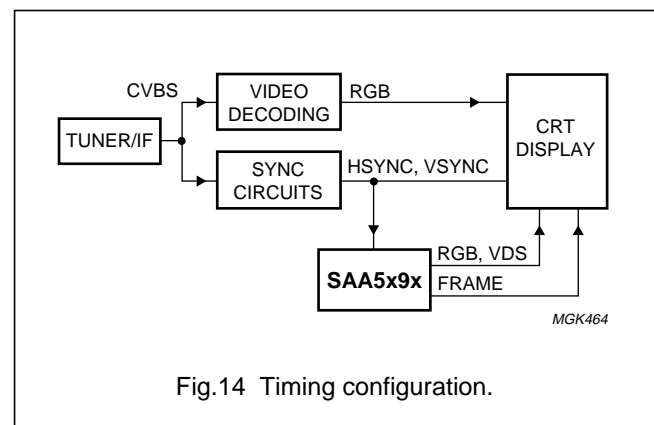 CVBS
VIDEO
DECODING
RGB
TUNER/IF
CRT
DISPLAY
SYNC
CIRCUITS
HSYNC, VSYNC
SAA5x9x
RGB, VDS
FRAME
MGK464
Fig.14 Timing configuration.